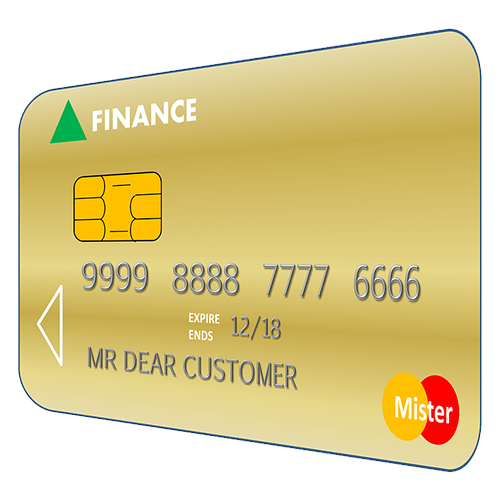 FINANCE
9999 8888 7777 6666
EXPIRE
ENDS 12/18
MR DEAR CUSTOMER
Mister